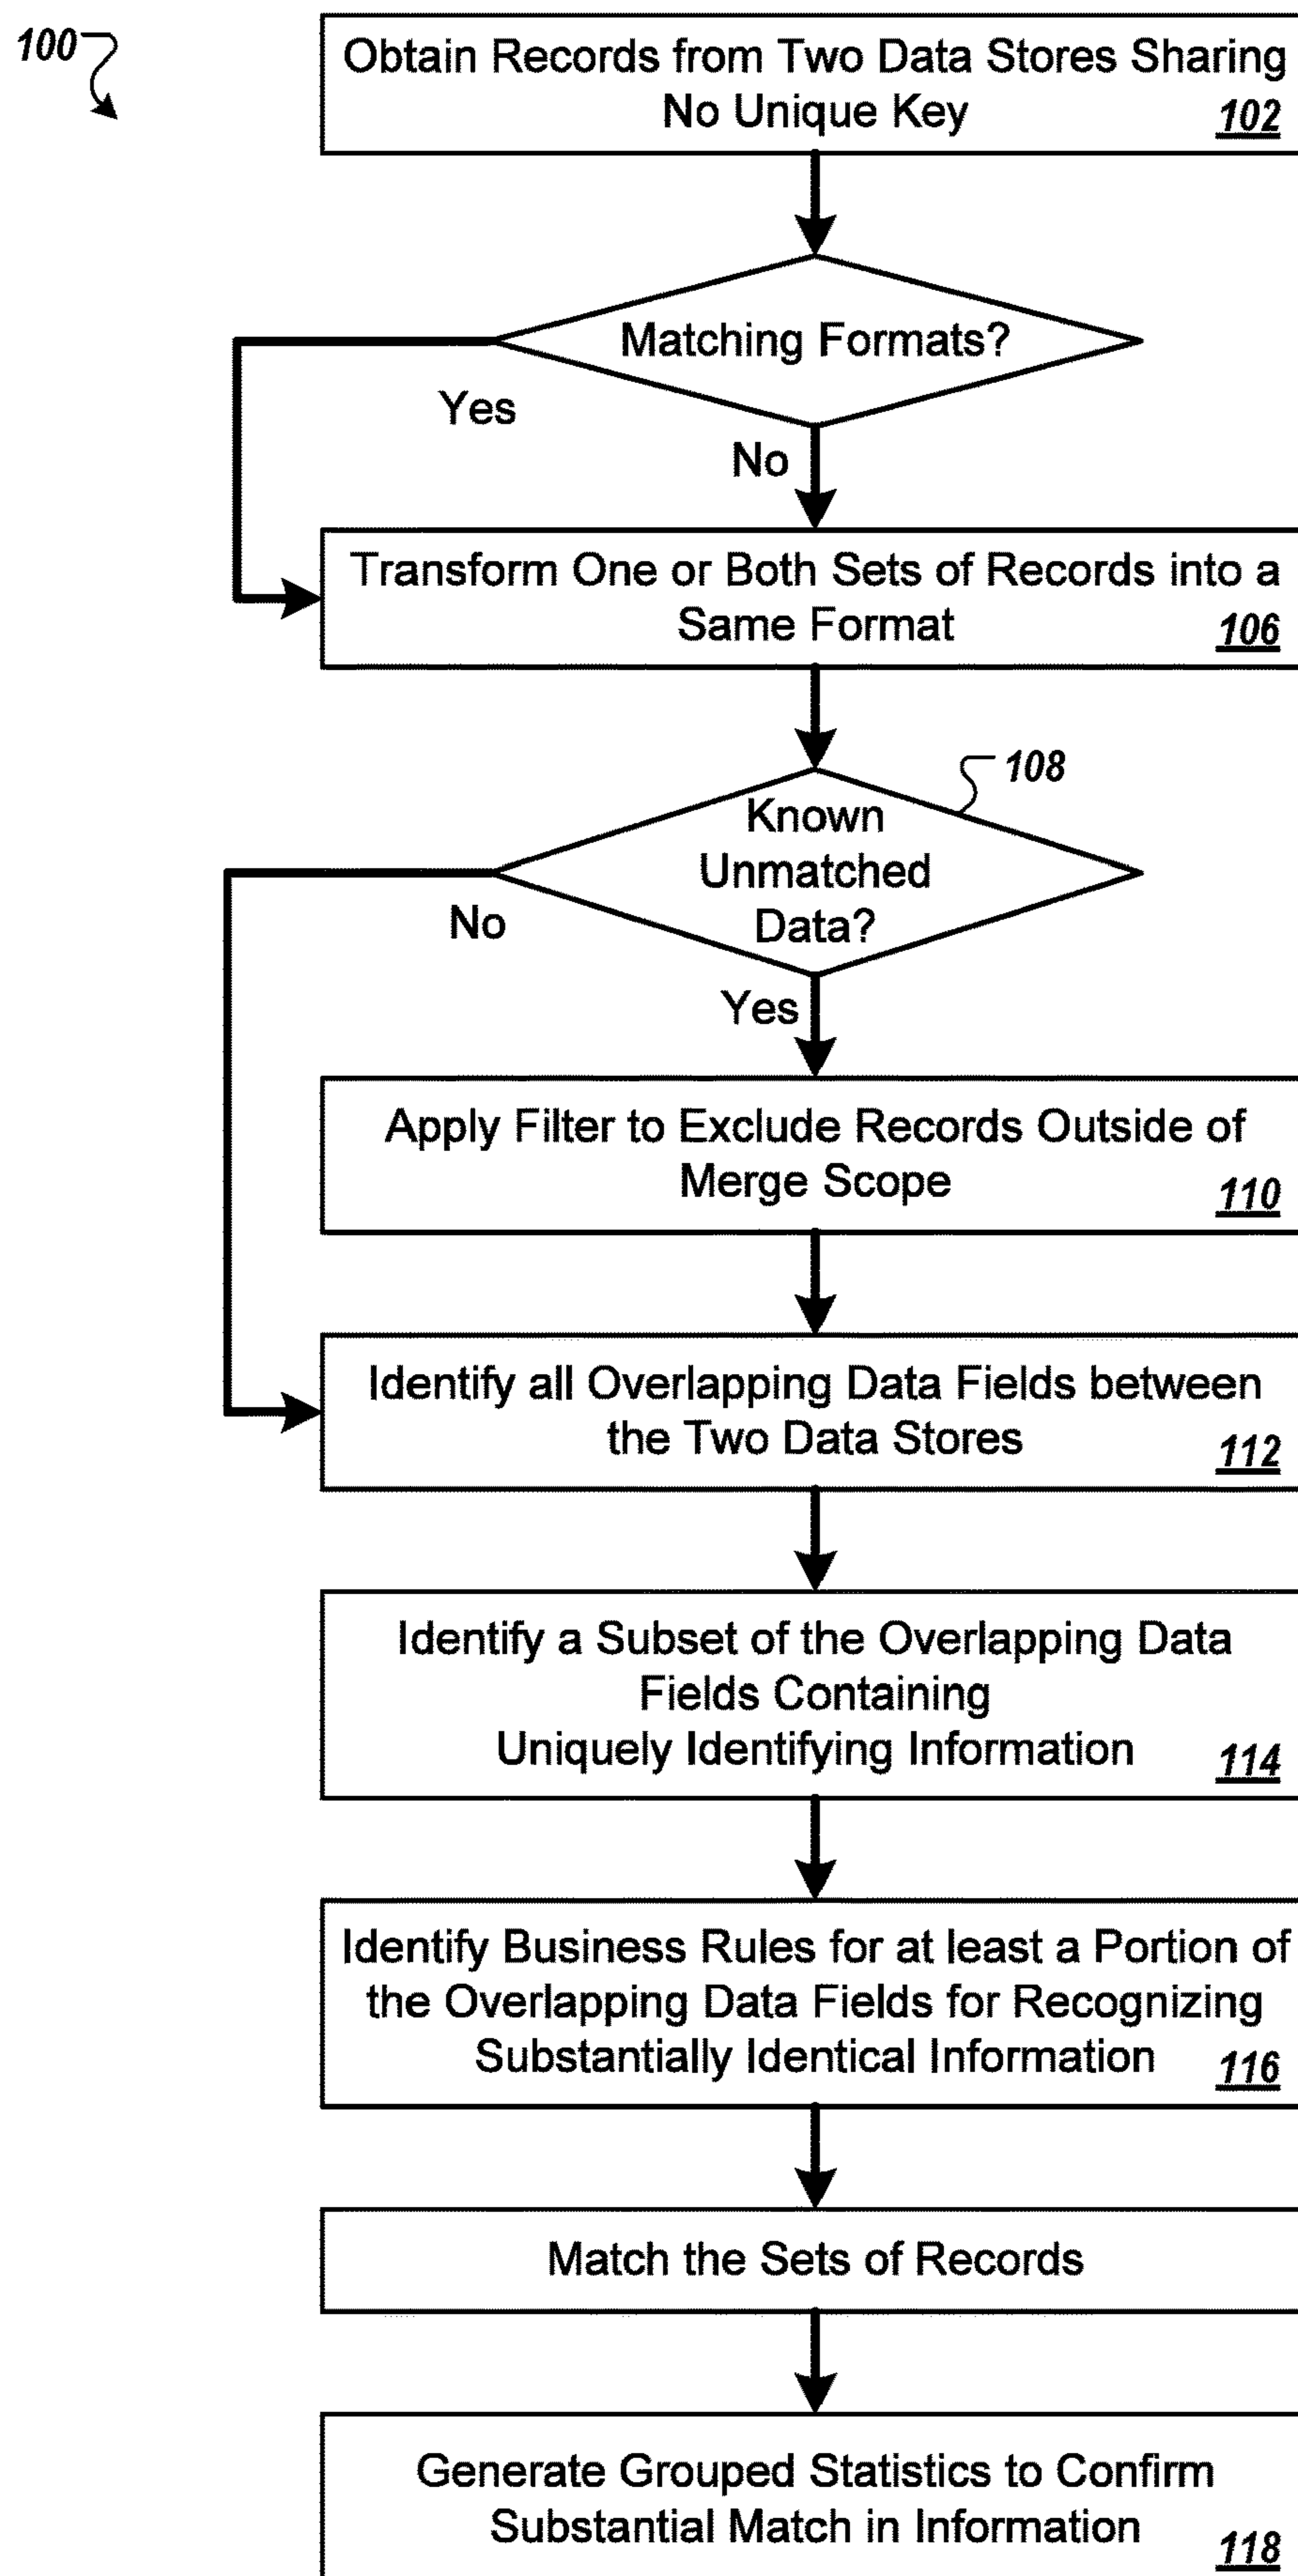 100
Obtain Records from Two Data Stores Sharing
No Unique Key
102
Matching Formats?
Yes
No
Transform One or Both Sets of Records into a
Same Format
106
108
Known
Unmatched
Data?
No
Yes
Apply Filter to Exclude Records Outside of
Merge Scope
110
Identify all Overlapping Data Fields between
the Two Data Stores
112
Identify a Subset of the Overlapping Data
Fields Containing
Uniquely Identifying Information
114
Identify Business Rules for at least a Portion of
the Overlapping Data Fields for Recognizing
Substantially Identical Information
116
Match the Sets of Records
Generate Grouped Statistics to Confirm
Substantial Match in Information
118